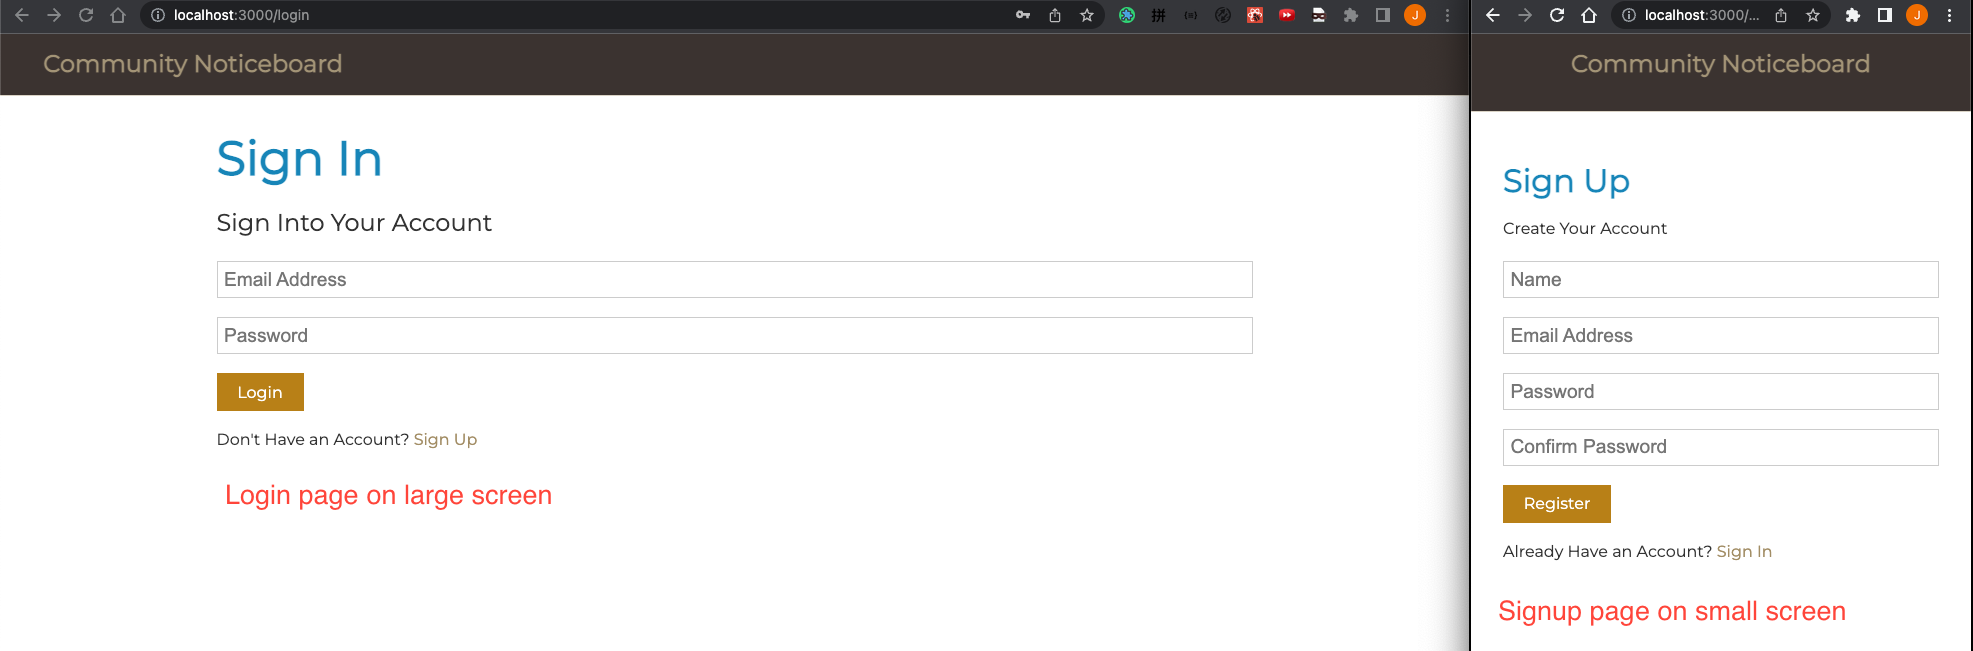 localhost:3000/login
Community Noticeboard
Sign In
Sign Into Your Account
Email Address
Password
Login
Don't Have an Account? Sign Up
Login page on large screen
localhost:3000/...
Community Noticeboard
Sign Up
Create Your Account
Name
Email Address
Password
Confirm Password
Register
Already Have an Account? Sign In
Signup page on small screen
J
J